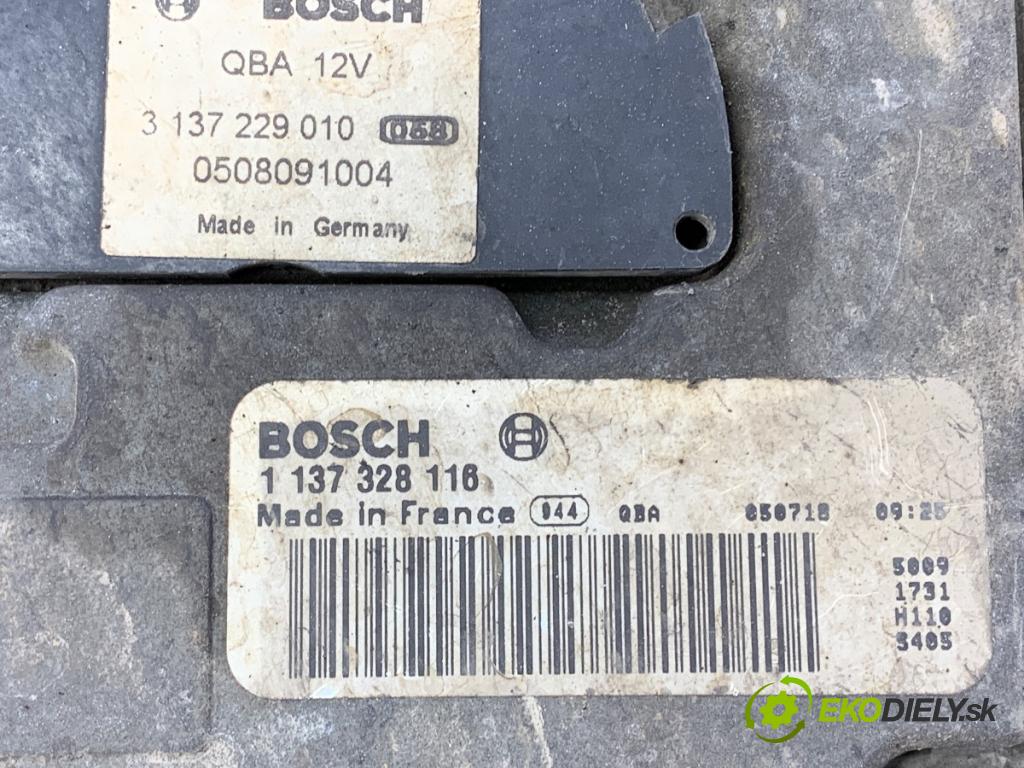 BOSCH
QBA 12V
3 137 229 010 058
0508091004
Made in Germany
BOSCH
1 137 328 116
Made in France 944 QBA 050718 09:25
5009
1731
H110
5405
EKODIELY.sk